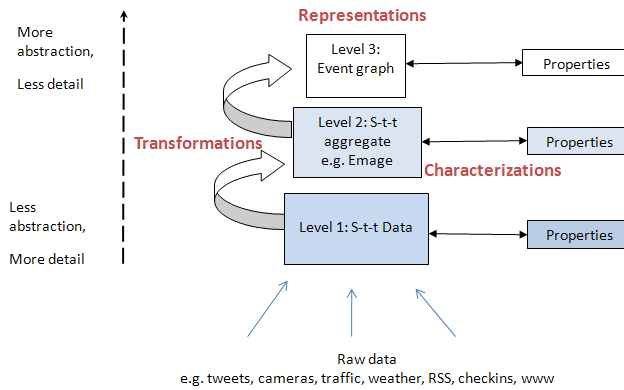 Representations
More
abstraction,
Less detail
Level 3:
Event graph
Properties
Transformations
Level 2: S-t-t
aggregate
e.g. Emage
Properties
Characterizations
Less
abstraction,
More detail
Level 1: S-t-t Data
Properties
Raw data
e.g. tweets, cameras, traffic, weather, RSS, checkins, www